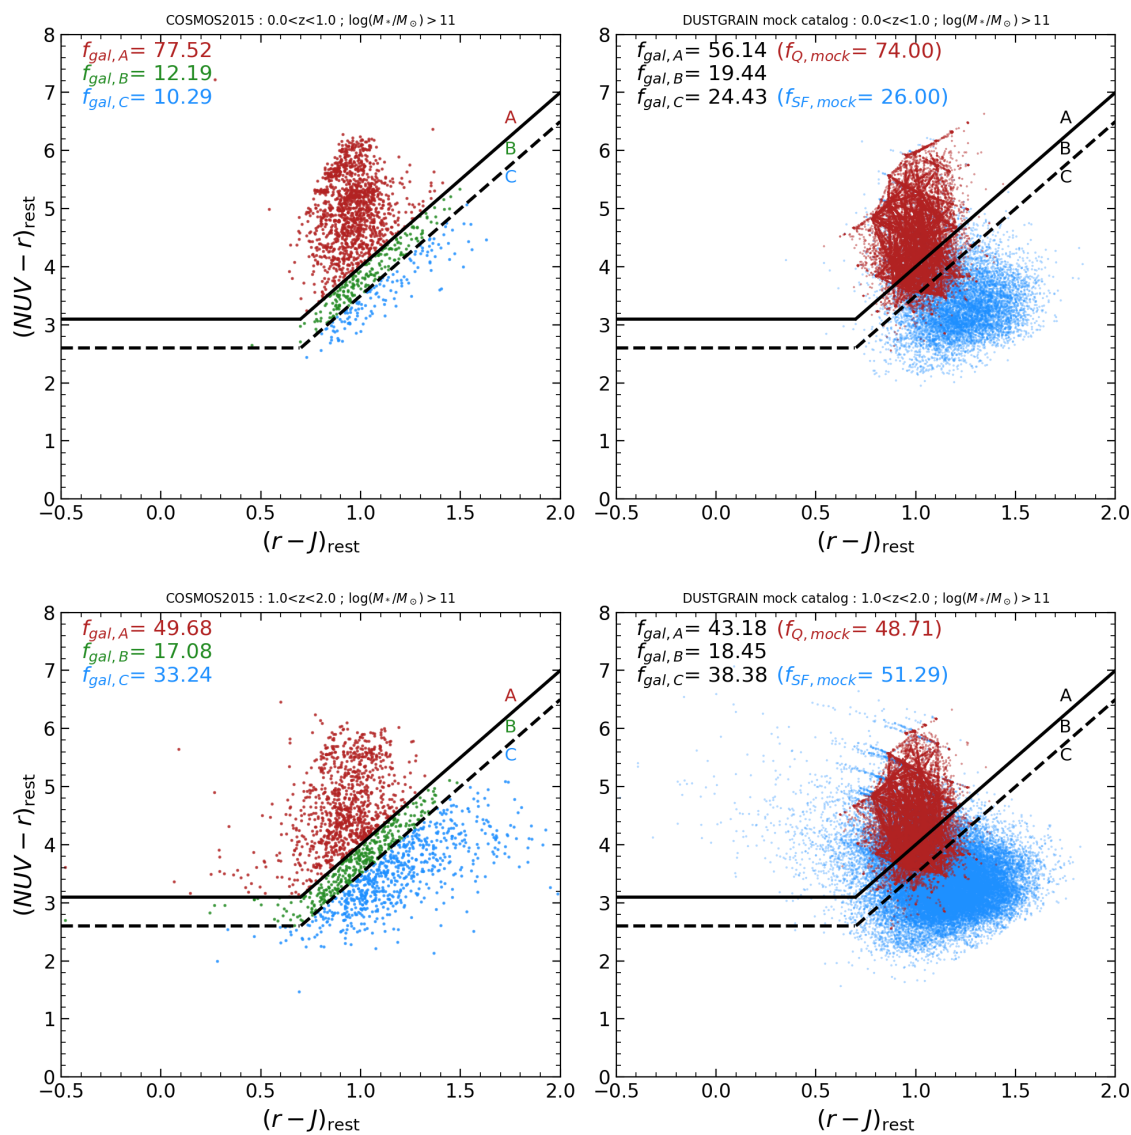 COSMOS2015 : 0.0<z<1.0 ; log(M*/M⊙) > 11
f_gal,A= 77.52
f_gal,B= 12.19
f_gal,C= 10.29
A
B
C
8
7
6
5
4
3
2
1
0
−0.5 0.0 0.5 1.0 1.5 2.0
(NUV − r)rest
(r − J)rest
DUSTGRAIN mock catalog : 0.0<z<1.0 ; log(M*/M⊙) > 11
f_gal,A= 56.14 (f_Q,mock= 74.00)
f_gal,B= 19.44
f_gal,C= 24.43 (f_SF,mock= 26.00)
A
B
C
8
7
6
5
4
3
2
1
0
−0.5 0.0 0.5 1.0 1.5 2.0
(r − J)rest
COSMOS2015 : 1.0<z<2.0 ; log(M*/M⊙) > 11
f_gal,A= 49.68
f_gal,B= 17.08
f_gal,C= 33.24
A
B
C
8
7
6
5
4
3
2
1
0
−0.5 0.0 0.5 1.0 1.5 2.0
(NUV − r)rest
(r − J)rest
DUSTGRAIN mock catalog : 1.0<z<2.0 ; log(M*/M⊙) > 11
f_gal,A= 43.18 (f_Q,mock= 48.71)
f_gal,B= 18.45
f_gal,C= 38.38 (f_SF,mock= 51.29)
A
B
C
8
7
6
5
4
3
2
1
0
−0.5 0.0 0.5 1.0 1.5 2.0
(r − J)rest